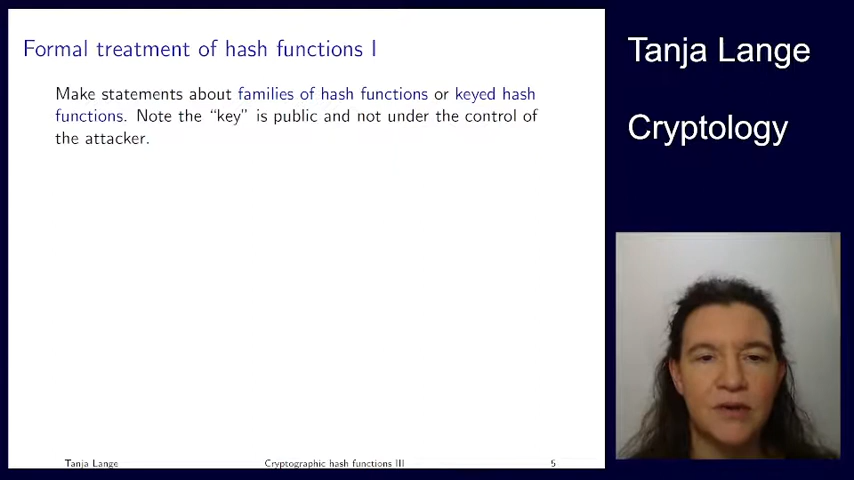 Formal treatment of hash functions I
Make statements about families of hash functions or keyed hash
functions. Note the “key” is public and not under the control of
the attacker.
Tanja Lange
Cryptographic hash functions III
5
Tanja Lange
Cryptology